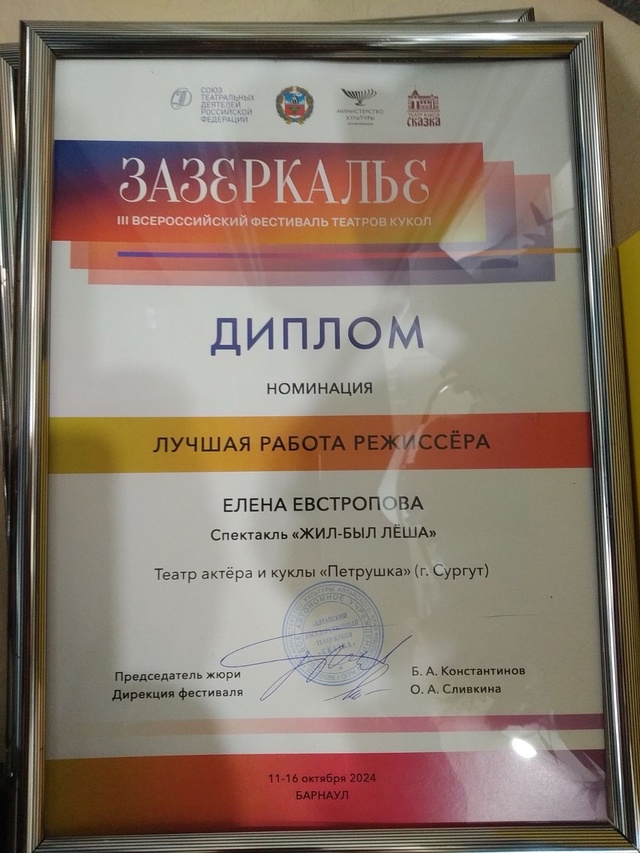 СОЮЗ
ТЕАТРАЛЬНЫХ
ДЕЯТЕЛЕЙ
РОССИЙСКОЙ
ФЕДЕРАЦИИ
МИНИСТЕРСТВО
КУЛЬТУРЫ
ТЕАТР КУКОЛ
СКАЗКА
ЗАЗЕРКАЛЬЕ
III ВСЕРОССИЙСКИЙ ФЕСТИВАЛЬ ТЕАТРОВ КУКОЛ
ДИПЛОМ
НОМИНАЦИЯ
ЛУЧШАЯ РАБОТА РЕЖИССЁРА
ЕЛЕНА ЕВСТРОПОВА
Спектакль «ЖИЛ-БЫЛ ЛЁША»
Театр актёра и куклы «Петрушка» (г. Сургут)
Председатель жюри Б. А. Константинов
Дирекция фестиваля О. А. Сливкина
11-16 октября 2024
БАРНАУЛ